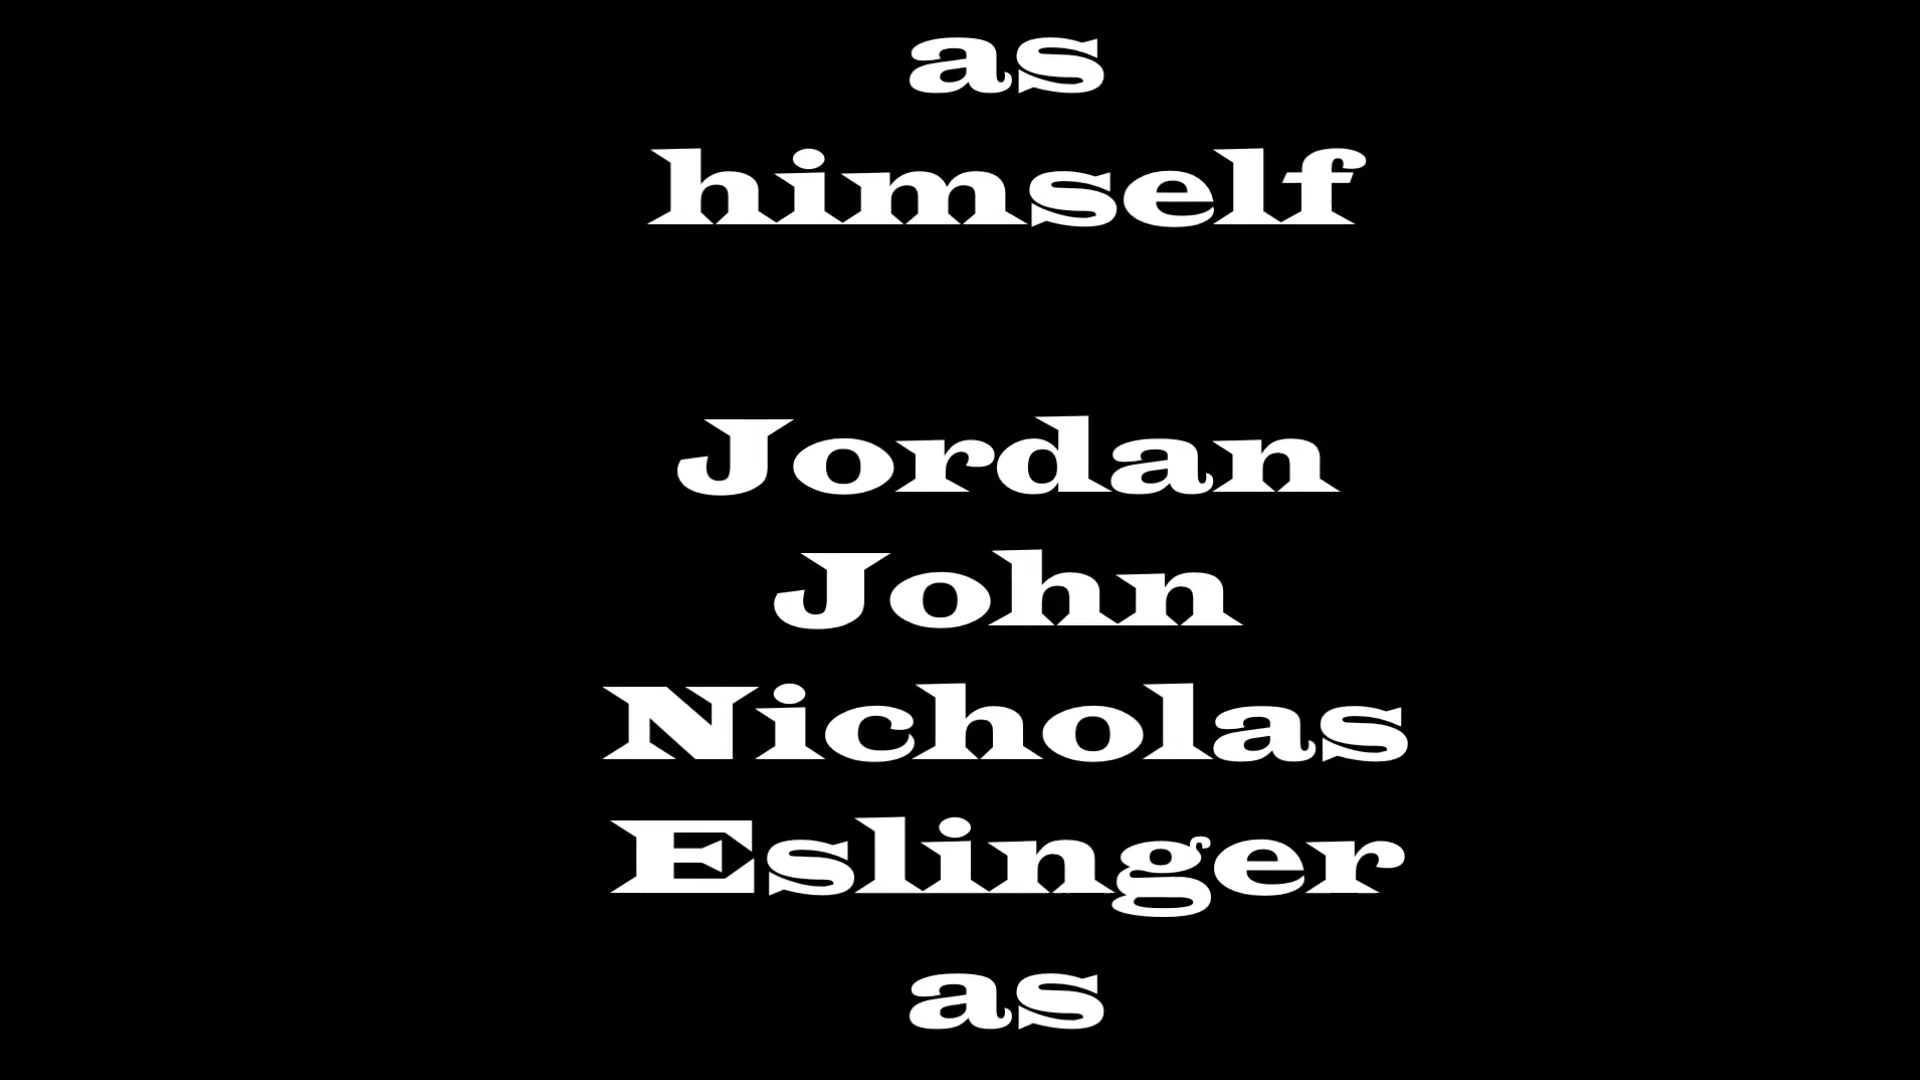 as
himself
Jordan
John
Nicholas
Eslinger
as